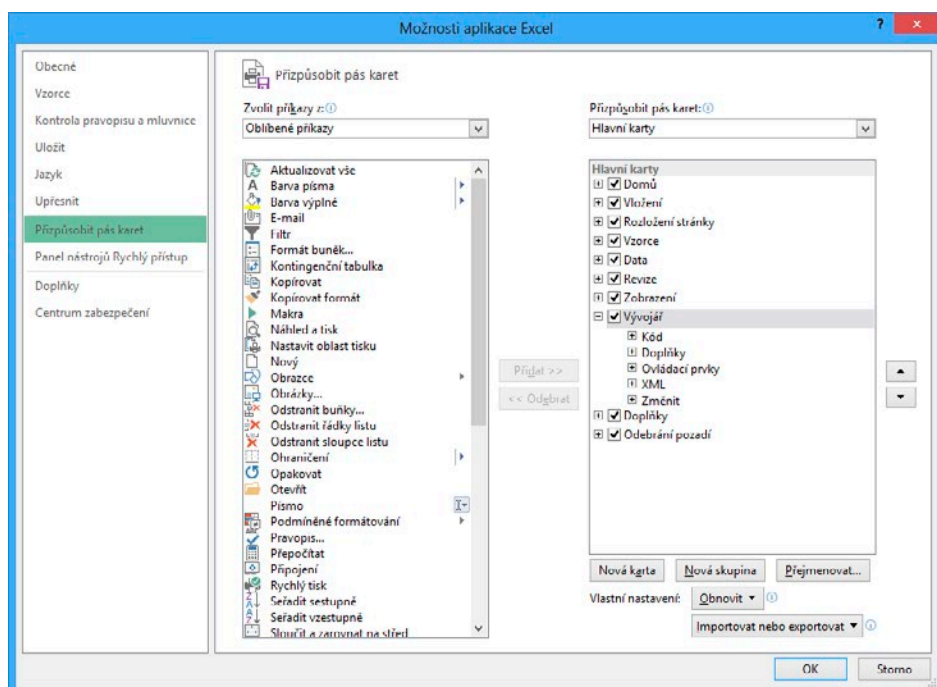 Možnosti aplikace Excel
?
x
Obecné
Vzorce
Kontrola pravopisu a mluvnice
Uložit
Jazyk
Upřesnit
Přizpůsobit pás karet
Panel nástrojů Rychlý přístup
Doplňky
Centrum zabezpečení
Přizpůsobit pás karet
Zvolit příkazy z:
Oblíbené příkazy
Aktualizovat vše
Barva písma
Barva výplně
E-mail
Filtr
Formát buněk...
Kontingenční tabulka
Kopírovat
Kopírovat formát
Makra
Náhled a tisk
Nastavit oblast tisku
Nový
Obrazce
Obrázky...
Odstranit buňky...
Odstranit řádky listu
Odstranit sloupce listu
Ohraničení
Opakovat
Otevřít
Písmo
Podmíněné formátování
Pravopis...
Přepočítat
Připojení
Rychlý tisk
Seřadit sestupně
Seřadit vzestupně
Sloučit a zarovnat na střed
Přidat >>
<< Odebrat
Přizpůsobit pás karet:
Hlavní karty
Hlavní karty
Domů
Vložení
Rozložení stránky
Vzorce
Data
Revize
Zobrazení
Vývojář
Kód
Doplňky
Ovládací prvky
XML
Změnit
Doplňky
Odebrání pozadí
Nová karta Nová skupina Přejmenovat...
Vlastní nastavení: Obnovit
Importovat nebo exportovat
OK Storno